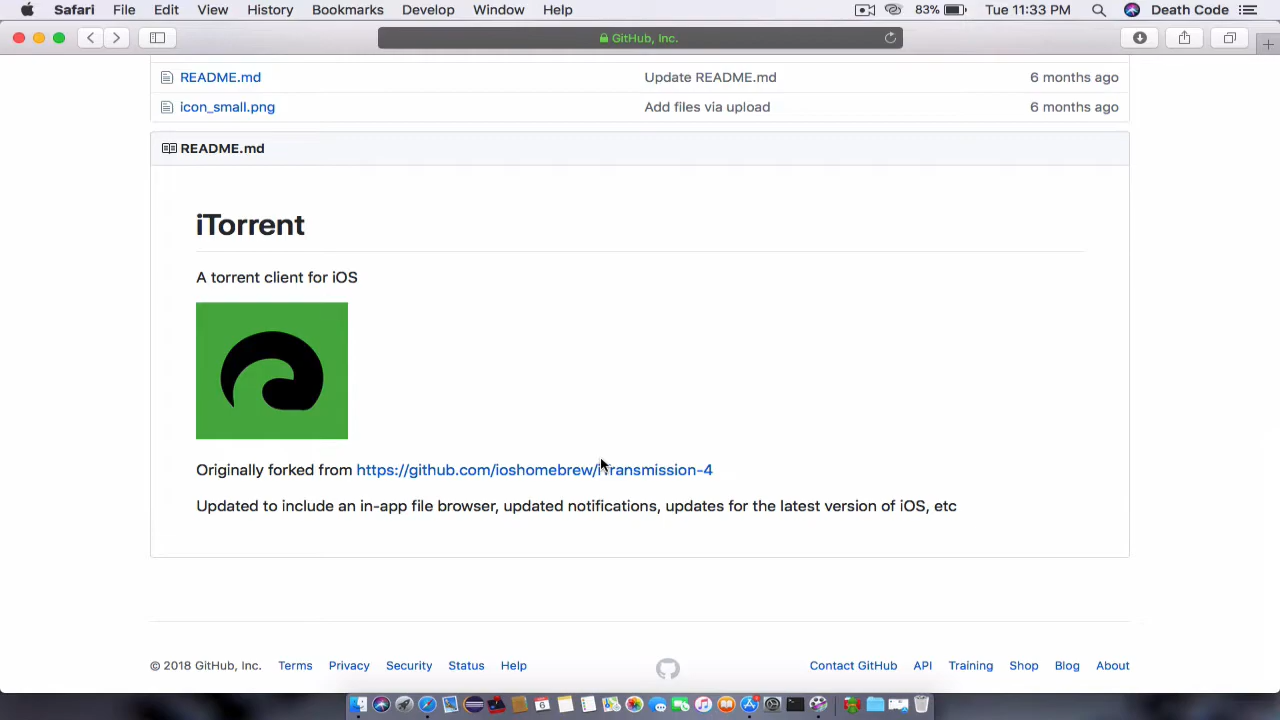 Safari File Edit View History Bookmarks Develop Window Help 83% Tue 11:33 PM Death Code
GitHub, Inc.
README.md Update README.md 6 months ago
icon_small.png Add files via upload 6 months ago
README.md
iTorrent
A torrent client for iOS
Originally forked from https://github.com/ioshomebrew/iTransmission-4
Updated to include an in-app file browser, updated notifications, updates for the latest version of iOS, etc
© 2018 GitHub, Inc. Terms Privacy Security Status Help Contact GitHub API Training Shop Blog About
6